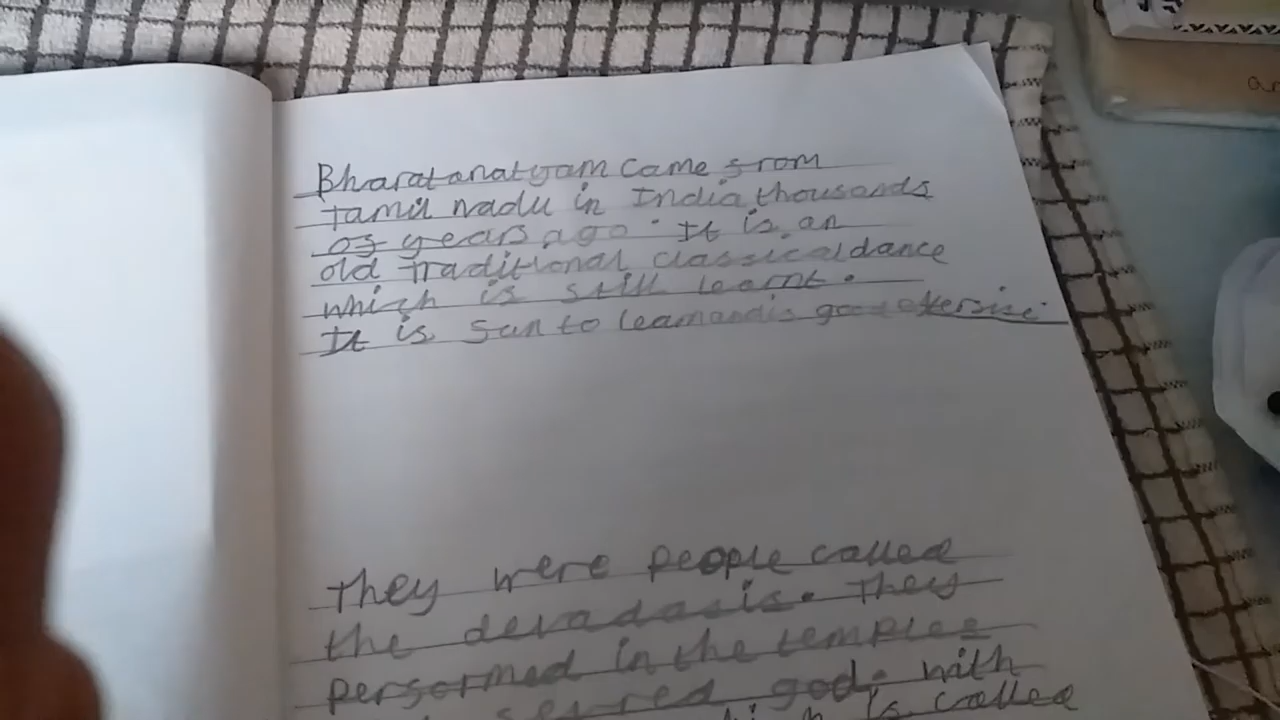 Bharatanatyam came from
Tamil nadu in India thousands
of years ago. It is an
old traditional classical dance
which is still learnt.
It is fun to learn and is good exersise.
They were people called
the devadasis. They
performed in the temples
god. with
is called